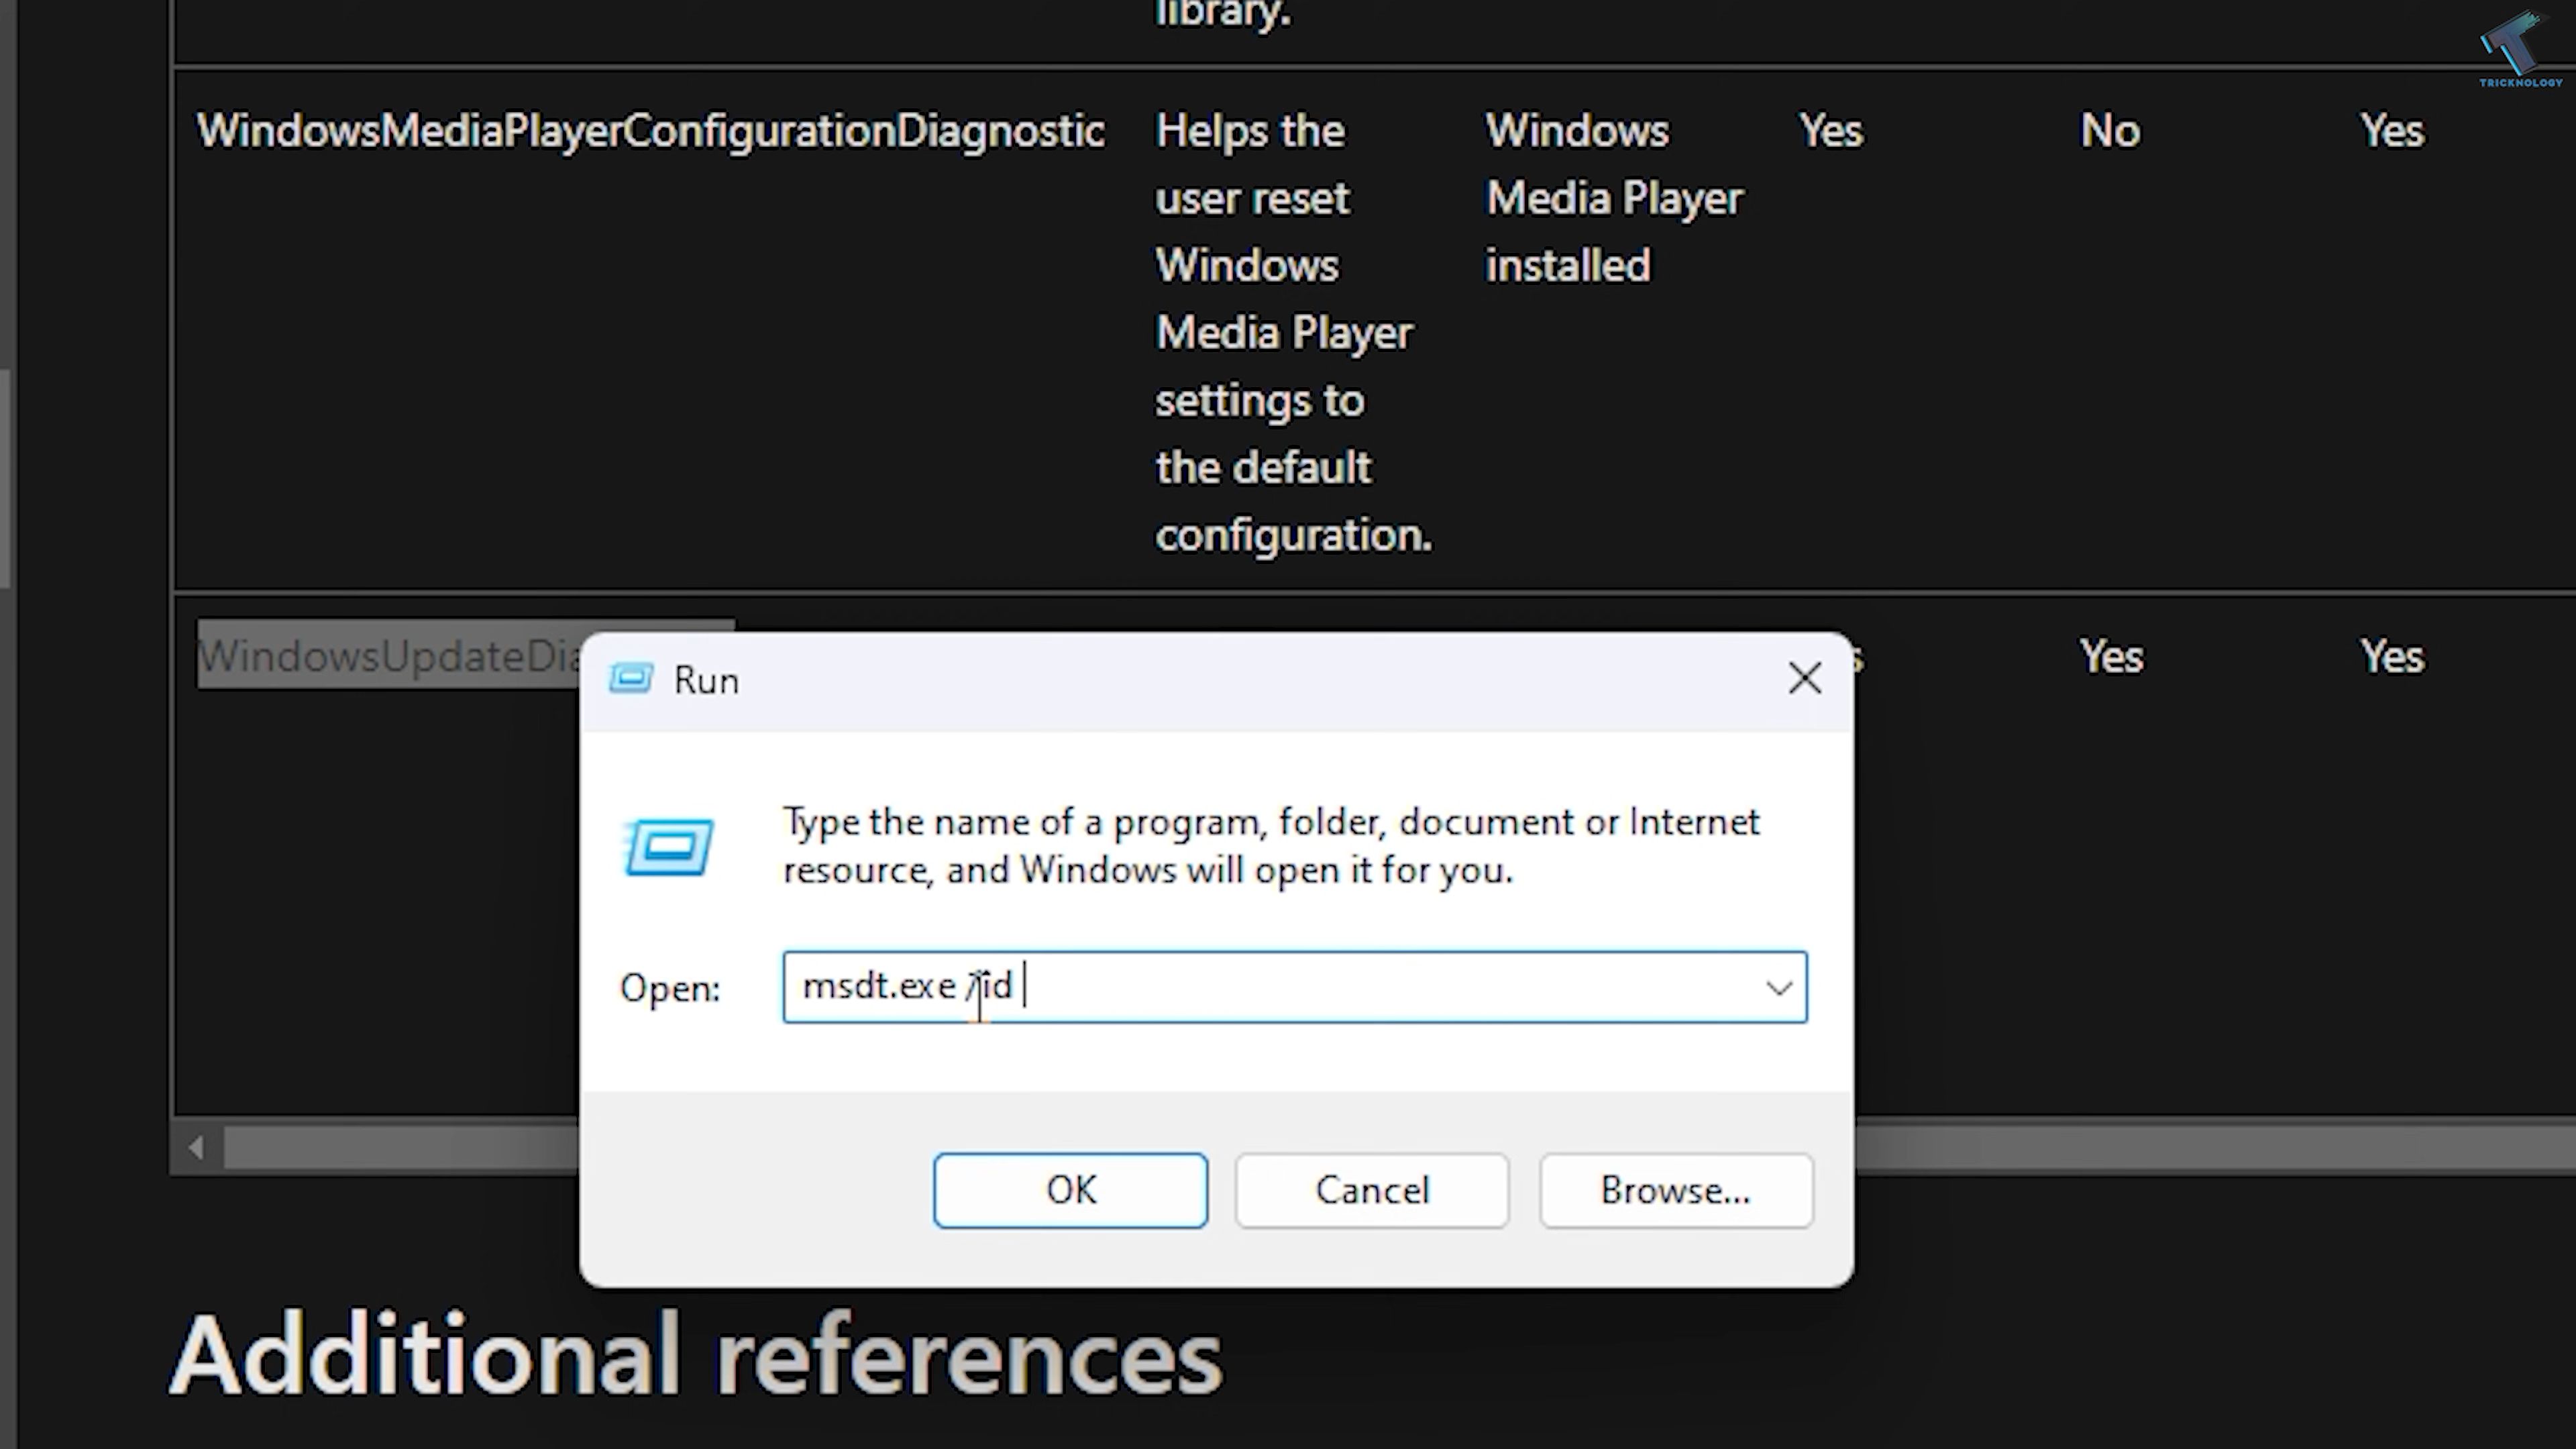 library.
TRICKNOLOGY
WindowsMediaPlayerConfigurationDiagnostic Helps the Windows Yes No Yes
user reset Media Player
Windows installed
Media Player
settings to
the default
configuration.
Yes Yes
Run
Type the name of a program, folder, document or Internet
resource, and Windows will open it for you.
Open: msdt.exe /id
OK Cancel Browse...
Additional references